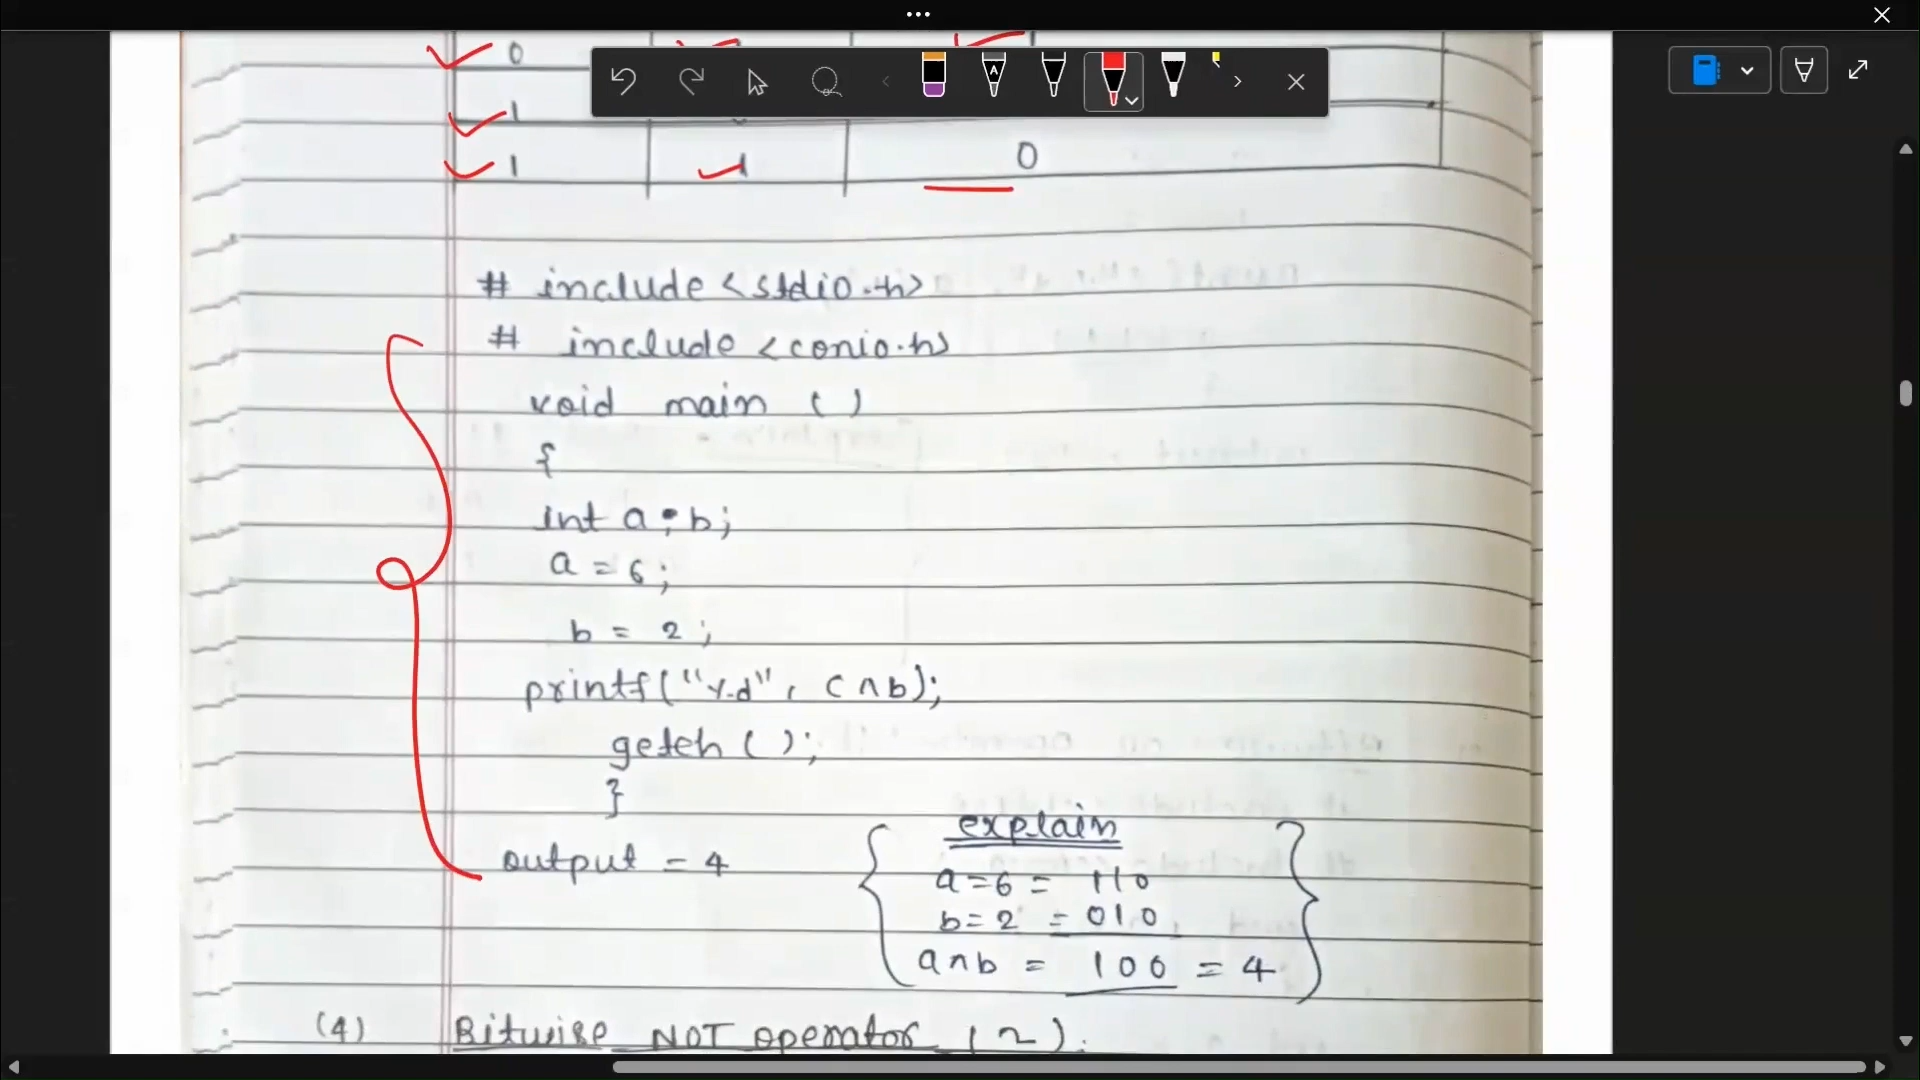 0
1
1 1 0
# include <stdio.h>
# include <conio.h>
void main ( )
{
int a, b;
a = 6;
b = 2;
printf("%d", (^b);
getch ( );
}
output = 4
explain
a=6= 110
b=2 = 010
a^b = 100 = 4
(4) Bitwise NOT operator (~).